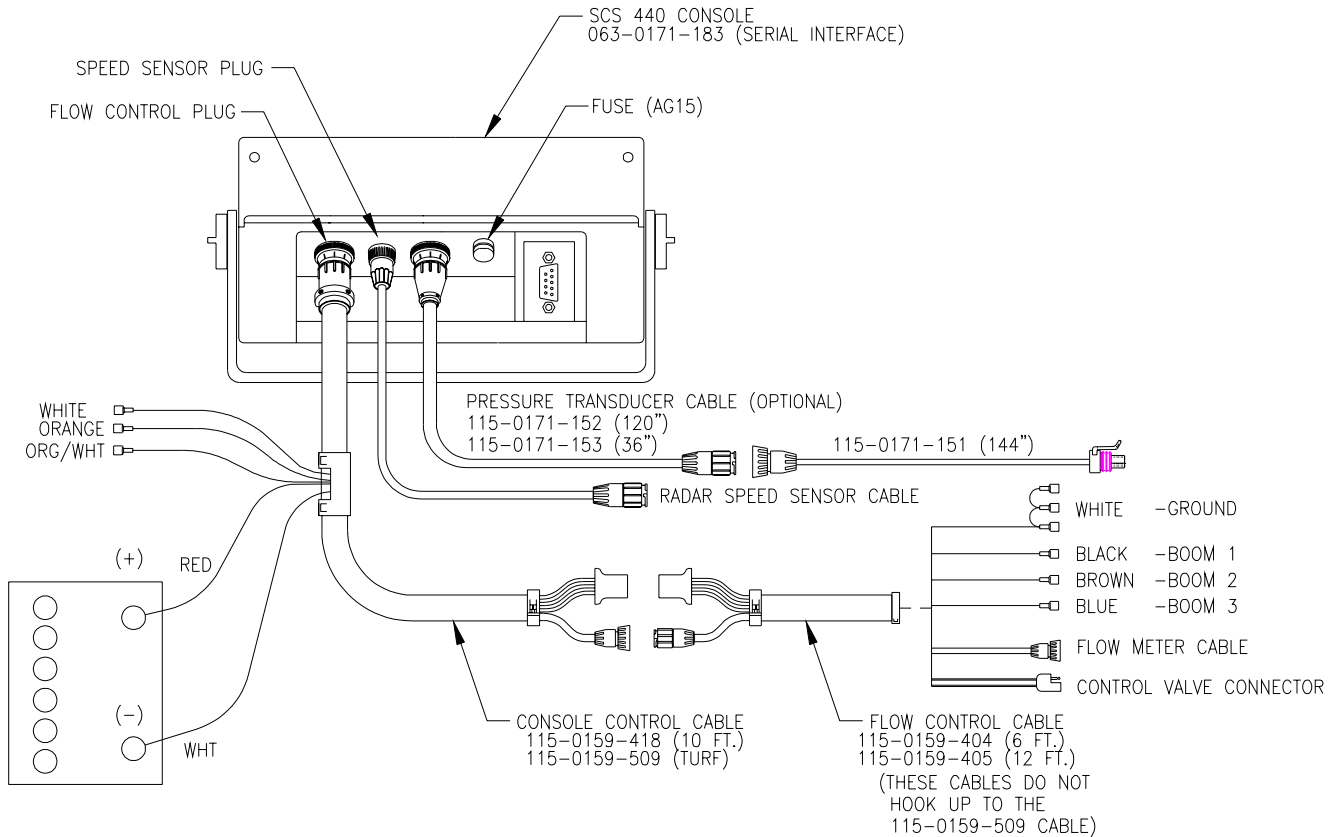 SCS 440 CONSOLE
063-0171-183 (SERIAL INTERFACE)
SPEED SENSOR PLUG
FLOW CONTROL PLUG
FUSE (AG15)
WHITE
ORANGE
ORG/WHT
PRESSURE TRANSDUCER CABLE (OPTIONAL)
115-0171-152 (120")
115-0171-153 (36")
115-0171-151 (144")
RADAR SPEED SENSOR CABLE
WHITE -GROUND
BLACK -BOOM 1
BROWN -BOOM 2
BLUE -BOOM 3
FLOW METER CABLE
CONTROL VALVE CONNECTOR
(+)
RED
(-)
WHT
CONSOLE CONTROL CABLE
115-0159-418 (10 FT.)
115-0159-509 (TURF)
FLOW CONTROL CABLE
115-0159-404 (6 FT.)
115-0159-405 (12 FT.)
(THESE CABLES DO NOT
HOOK UP TO THE
115-0159-509 CABLE)